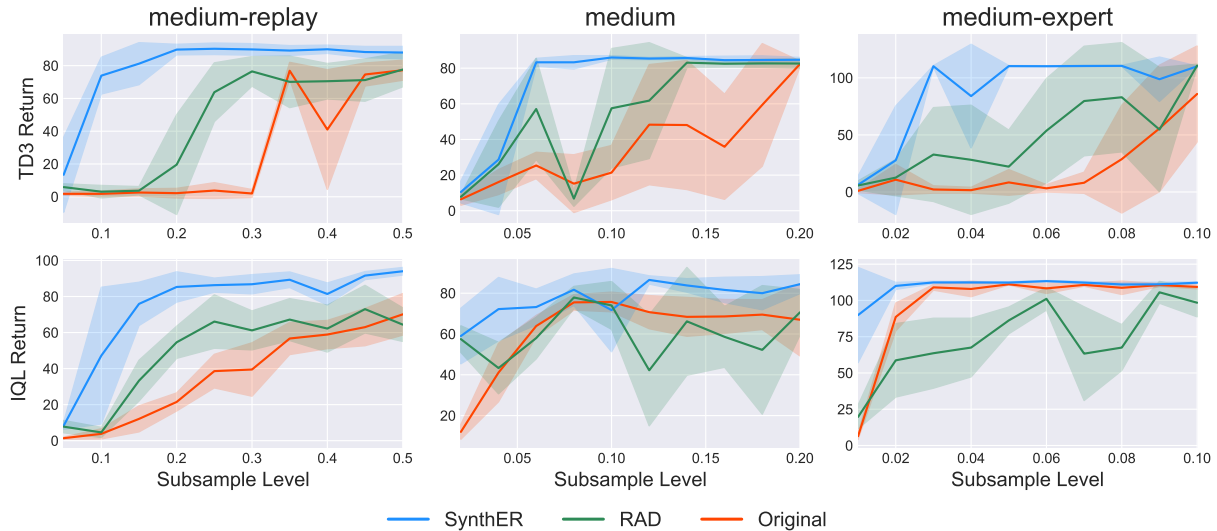 medium-replay medium medium-expert
TD3 Return
80
60
40
20
0
0.1 0.2 0.3 0.4 0.5
80
60
40
20
0
0.05 0.10 0.15 0.20
100
50
0
0.02 0.04 0.06 0.08 0.10
IQL Return
100
80
60
40
20
0
0.1 0.2 0.3 0.4 0.5
Subsample Level
80
60
40
20
0.05 0.10 0.15 0.20
Subsample Level
125
100
75
50
25
0
0.02 0.04 0.06 0.08 0.10
Subsample Level
SynthER RAD Original